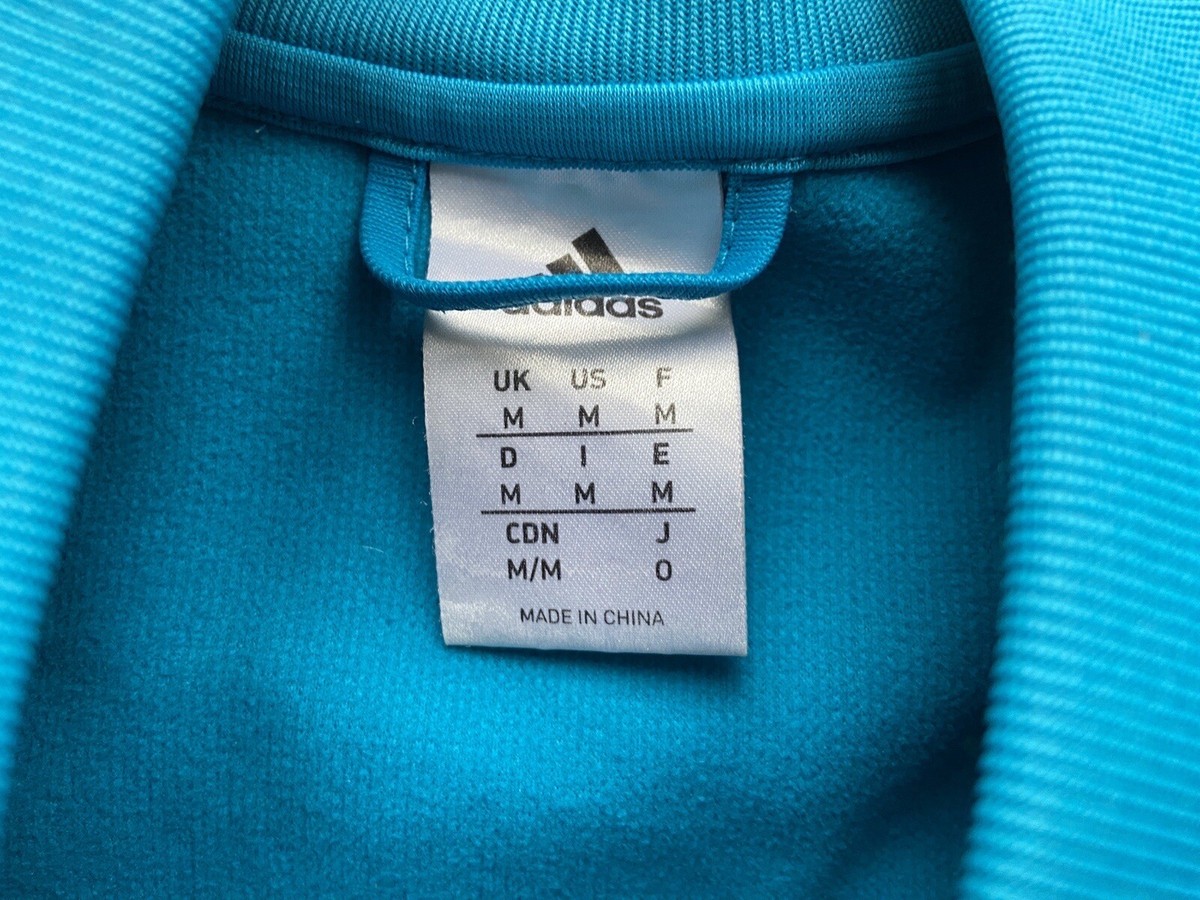 adidas
UK US F
M M M
D I E
M M M
CDN J
M/M O
MADE IN CHINA